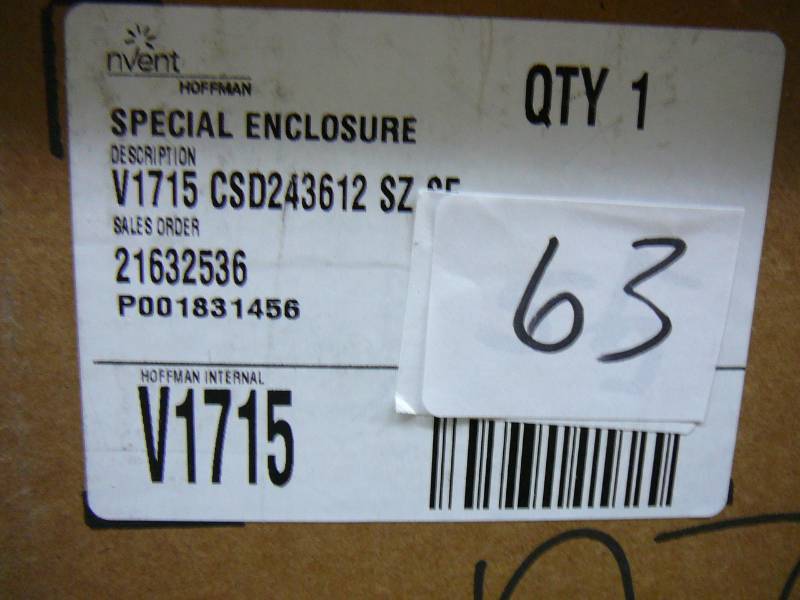 nvent
HOFFMAN
QTY 1
SPECIAL ENCLOSURE
DESCRIPTION
V1715 CSD243612 SZ
SALES ORDER
21632536
P001831456
63
HOFFMAN INTERNAL
V1715